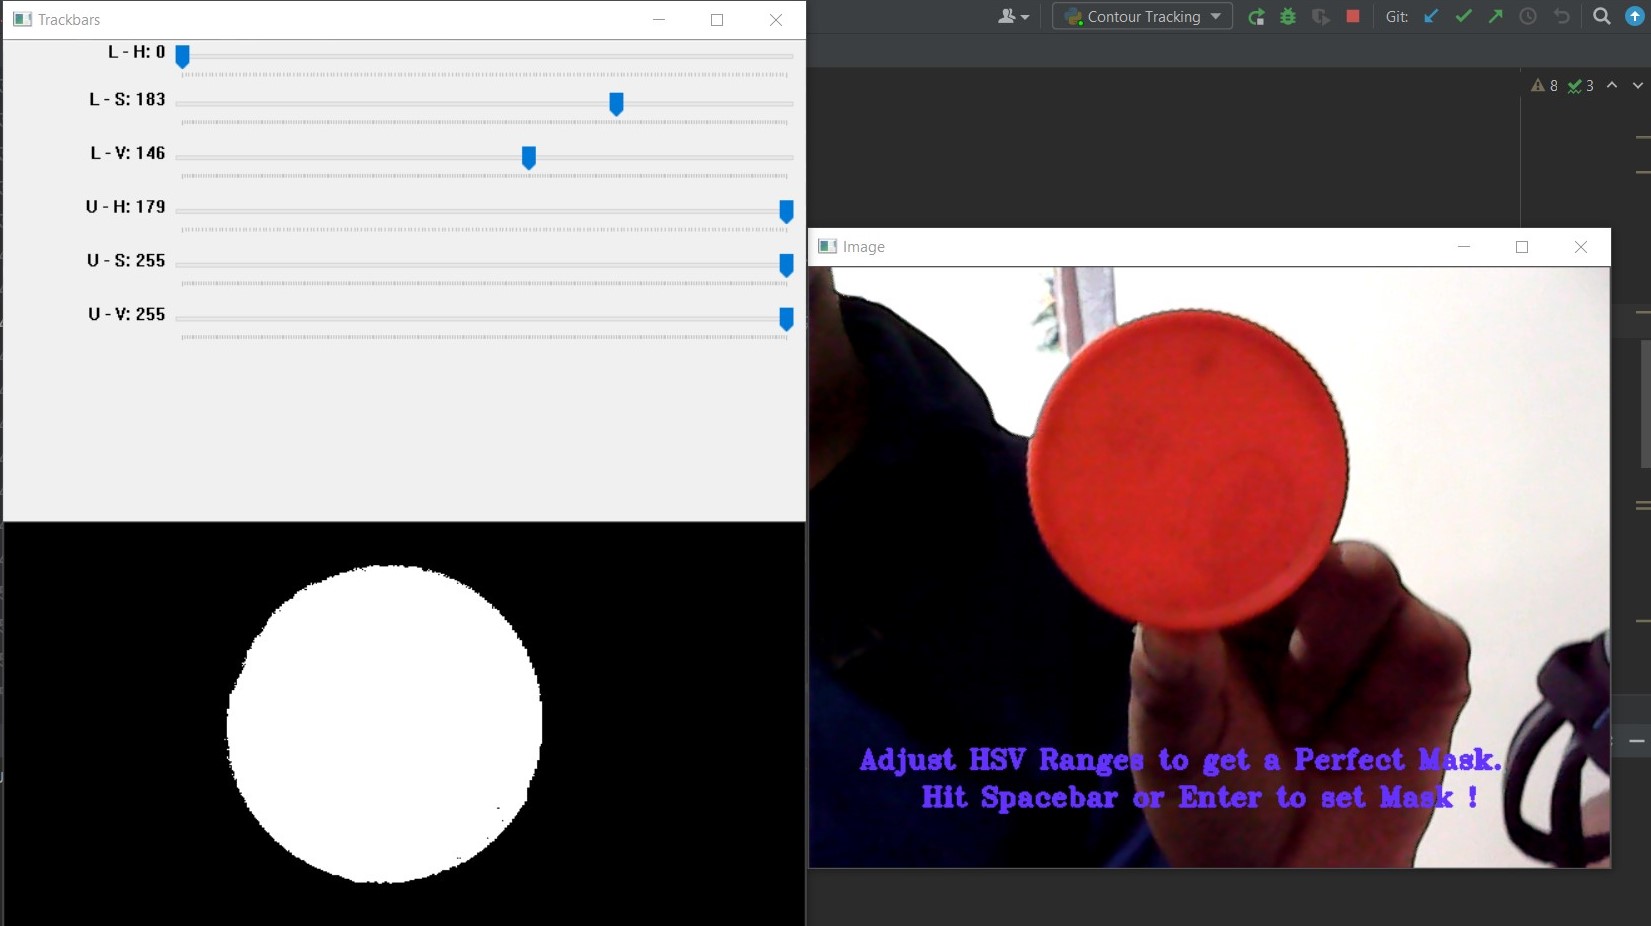 Trackbars
L - H: 0
L - S: 183
L - V: 146
U - H: 179
U - S: 255
U - V: 255
Contour Tracking
Git:
8 3
Image
Adjust HSV Ranges to get a Perfect Mask.
Hit Spacebar or Enter to set Mask !